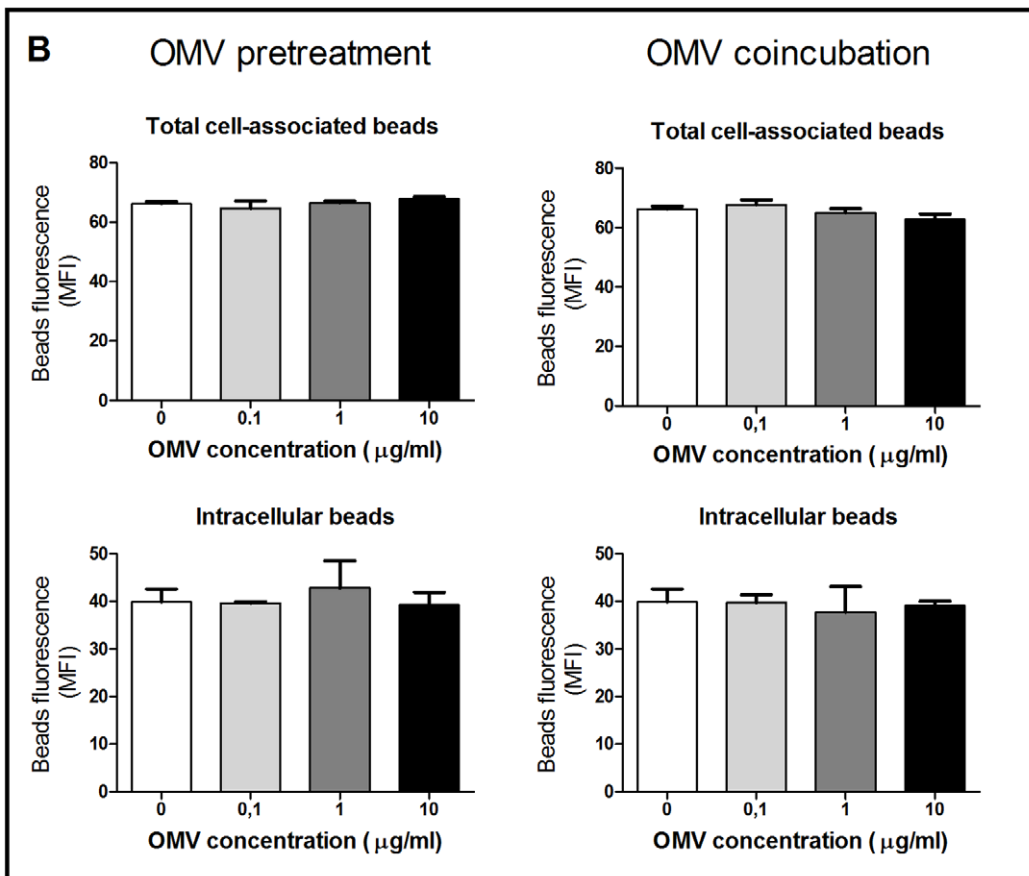 B
OMV pretreatment
OMV coincubation
Total cell-associated beads
Beads fluorescence
(MFI)
80
60
40
20
0
0 0.1 1 10
OMV concentration ( μg/ml)
Total cell-associated beads
Beads fluorescence
(MFI)
80
60
40
20
0
0 0,1 1 10
OMV concentration ( μg/ml)
Intracellular beads
Beads fluorescence
(MFI)
50
40
30
20
10
0
0 0,1 1 10
OMV concentration ( μg/ml)
Intracellular beads
Beads fluorescence
(MFI)
50
40
30
20
10
0
0 0,1 1 10
OMV concentration ( μg/ml)